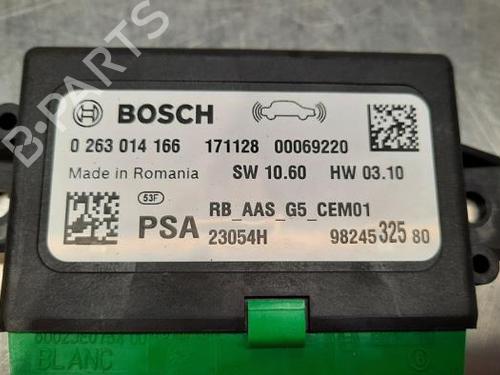 B-PARTS
BOSCH
0 263 014 166 171128 00069220
Made in Romania SW 10.60 HW 03.10
53F RB_AAS_G5_CEM01
PSA 23054H 98245 325 80
BLANC